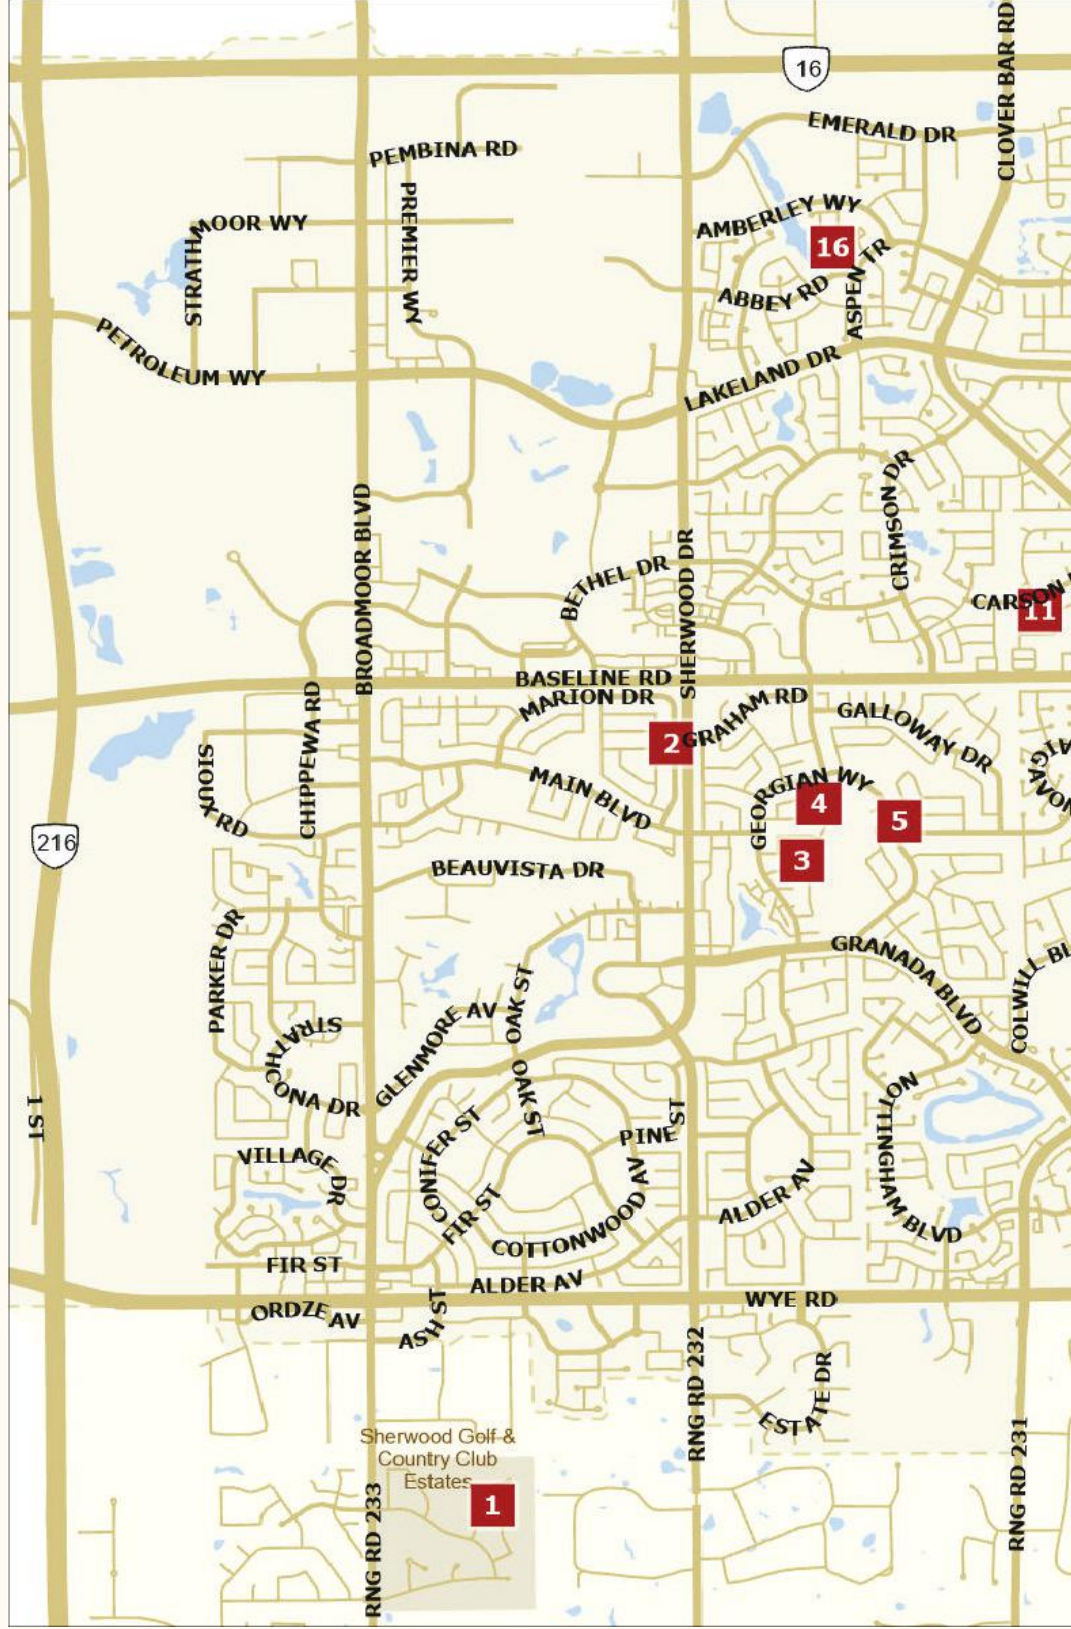 16
CLOVER BAR RD
EMERALD DR
PEMBINA RD
PREMIER WY
AMBERLEY WY
STRATHMOOR WY
16
ASPEN TR
ABBEY RD
PETROLEUM WY
LAKELAND DR
CRIMSON DR
BROADMOOR BLVD
BETHEL DR
SHERWOOD DR
CARSON
11
BASELINE RD
MARION DR
CHIPPEWA RD
2
GRAHAM RD
GALLOWAY DR
SIOUX RD
MAIN BLVD
GEORGIAN WY
4
5
3
216
BEAUVISTA DR
PARKER DR
GRANADA BLVD
COLWILL BL
OAK ST
GLENMORE AV
STRATHCONA DR
OAK ST
1 ST
CONIFER ST
PINE ST
NOTTINGHAM BLVD
VILLAGE DR
FIR ST
COTTONWOOD AV
ALDER AV
FIR ST
ALDER AV
ORDZE AV
ASH ST
WYE RD
RNG RD 232
ESTATE DR
RNG RD 231
Sherwood Golf &
Country Club
Estates
1
RNG RD 233